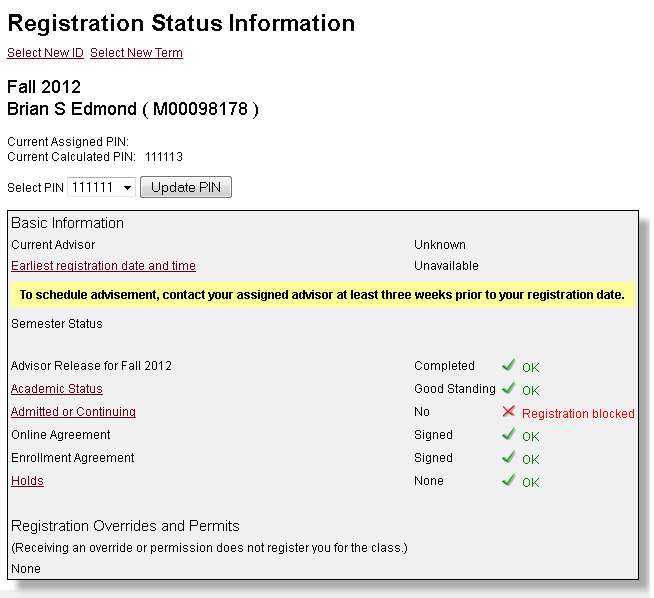 Registration Status Information
Select New ID Select New Term
Fall 2012
Brian S Edmond ( M00098178 )
Current Assigned PIN:
Current Calculated PIN: 111113
Select PIN 111111 Update PIN
Basic Information
Current Advisor Unknown
Earliest registration date and time Unavailable
To schedule advisement, contact your assigned advisor at least three weeks prior to your registration date.
Semester Status
Advisor Release for Fall 2012 Completed OK
Academic Status Good Standing OK
Admitted or Continuing No Registration blocked
Online Agreement Signed OK
Enrollment Agreement Signed OK
Holds None OK
Registration Overrides and Permits
(Receiving an override or permission does not register you for the class.)
None